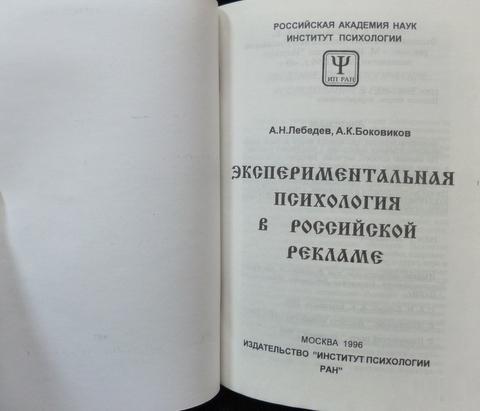 РОССИЙСКАЯ АКАДЕМИЯ НАУК
ИНСТИТУТ ПСИХОЛОГИИ
Ψ
ИП РАН
А.Н.Лебедев, А.К.Боковиков
ЭКСПЕРИМЕНТАЛЬНАЯ
ПСИХОЛОГИЯ
В РОССИЙСКОЙ
РЕКЛАМЕ
МОСКВА 1996
ИЗДАТЕЛЬСТВО "ИНСТИТУТ ПСИХОЛОГИИ
РАН"